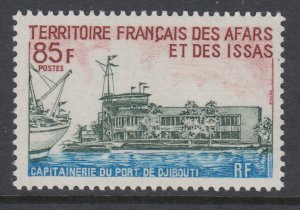 TERRITOIRE FRANÇAIS DES AFARS
ET DES ISSAS
85F
POSTES
CAPITAINERIE DU PORT DE DJIBOUTI
RF